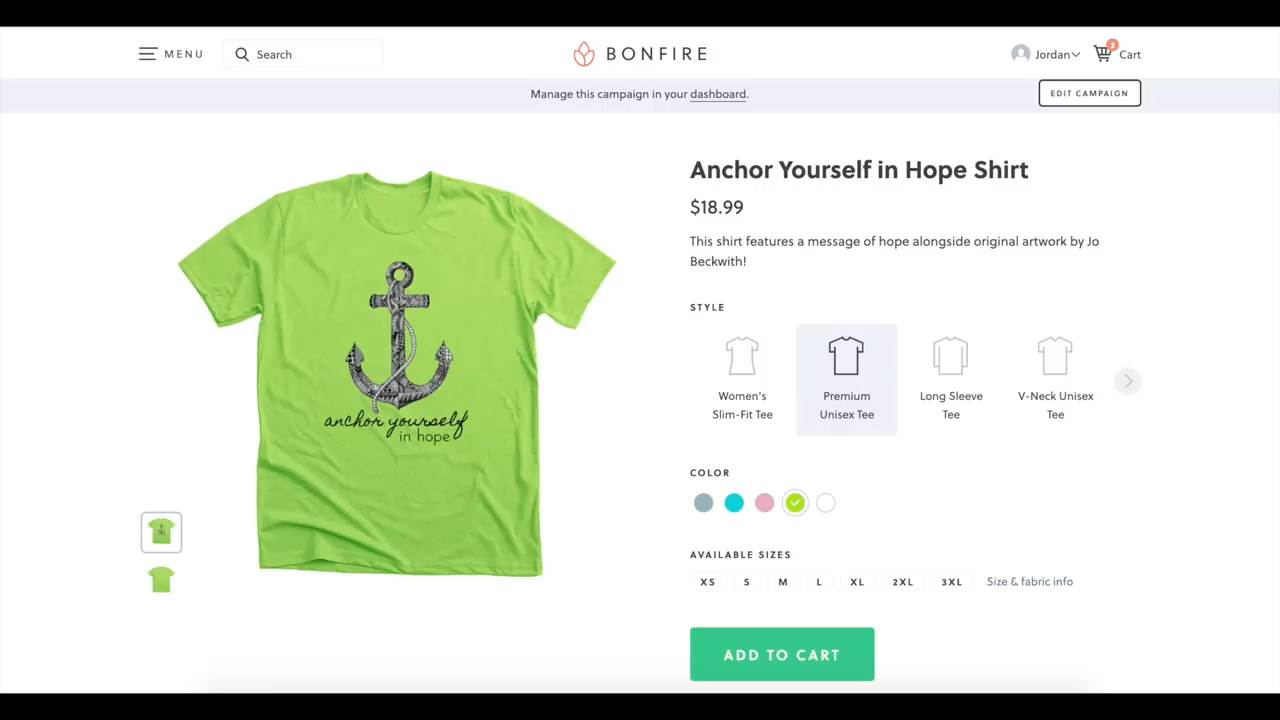 MENU
Search
BONFIRE
Jordan
2
Cart
Manage this campaign in your dashboard.
EDIT CAMPAIGN
Anchor Yourself in Hope Shirt
$18.99
This shirt features a message of hope alongside original artwork by Jo
Beckwith!
STYLE
Women's
Slim-Fit Tee
Premium
Unisex Tee
Long Sleeve
Tee
V-Neck Unisex
Tee
anchor yourself
in hope
COLOR
AVAILABLE SIZES
XS S M L XL 2XL 3XL Size & fabric info
ADD TO CART